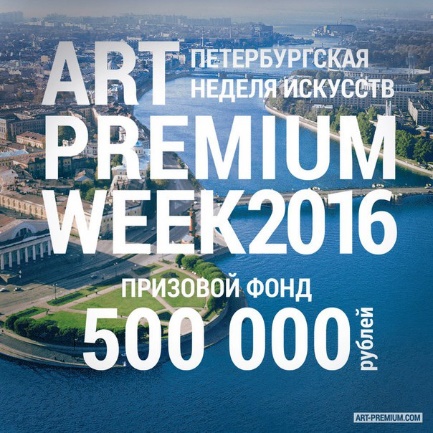 ART ПЕТЕРБУРГСКАЯ
НЕДЕЛЯ ИСКУССТВ
PREMIUM
WEEK2016
ПРИЗОВОЙ ФОНД
500 000 рублей
ART-PREMIUM.COM